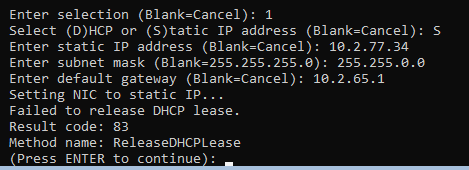 Enter selection (Blank=Cancel): 1
Select (D)HCP or (S)tatic IP address (Blank=Cancel): S
Enter static IP address (Blank=Cancel): 10.2.77.34
Enter subnet mask (Blank=255.255.255.0): 255.255.0.0
Enter default gateway (Blank=Cancel): 10.2.65.1
Setting NIC to static IP...
Failed to release DHCP lease.
Result code: 83
Method name: ReleaseDHCPLease
(Press ENTER to continue):